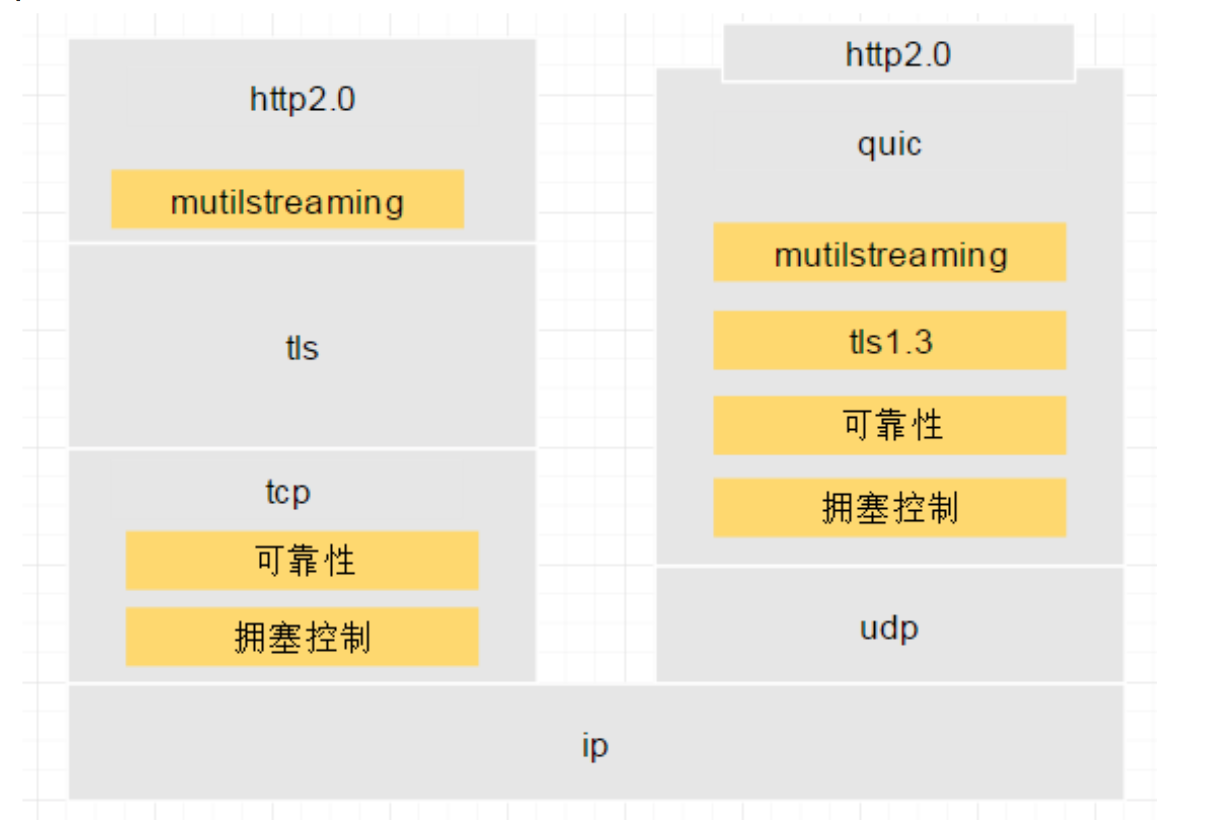 http2.0
mutilstreaming
tls
tcp
可靠性
拥塞控制
http2.0
quic
mutilstreaming
tls1.3
可靠性
拥塞控制
udp
ip